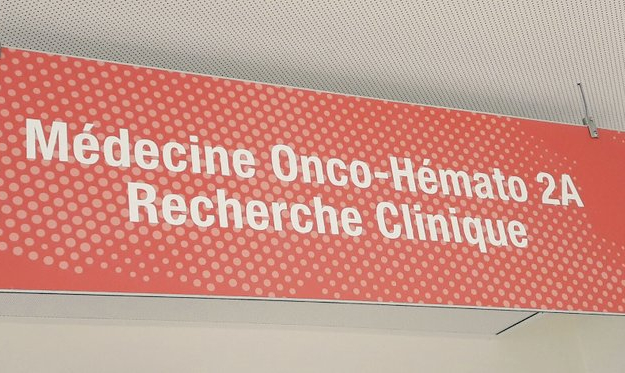 Médecine Onco-Hémato 2A
Recherche Clinique